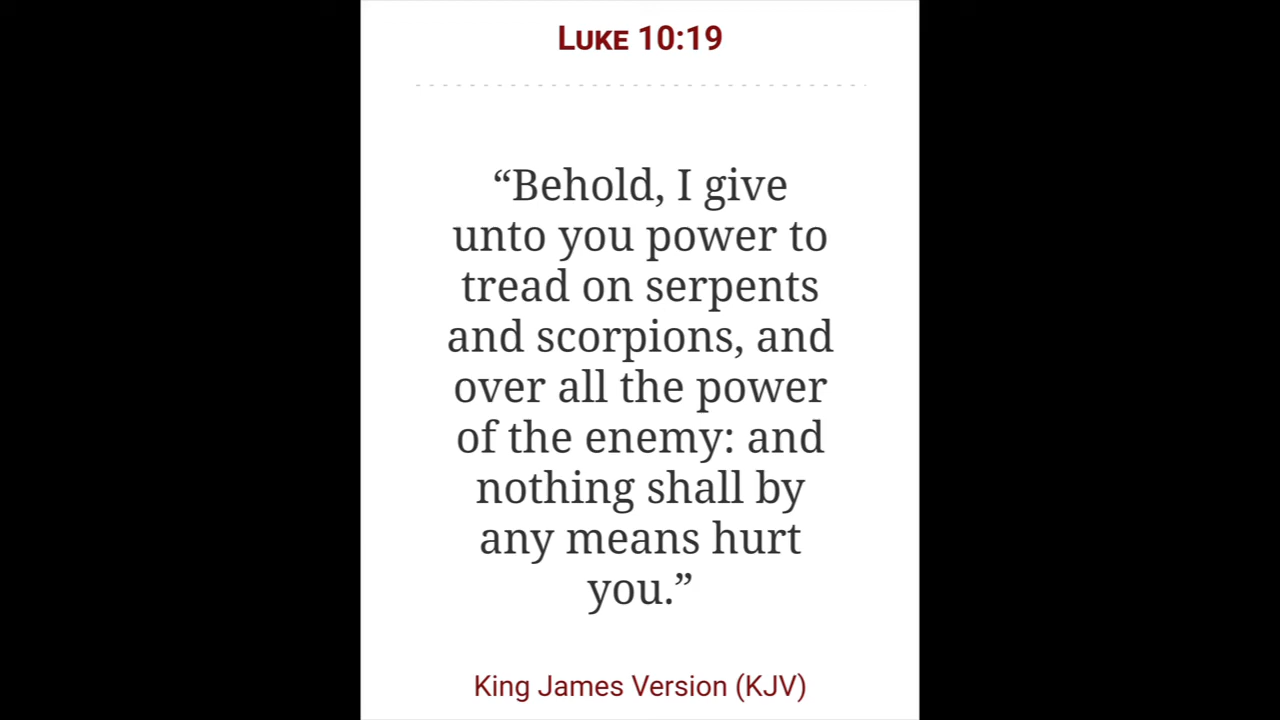 Luke 10:19
“Behold, I give
unto you power to
tread on serpents
and scorpions, and
over all the power
of the enemy: and
nothing shall by
any means hurt
you.”
King James Version (KJV)